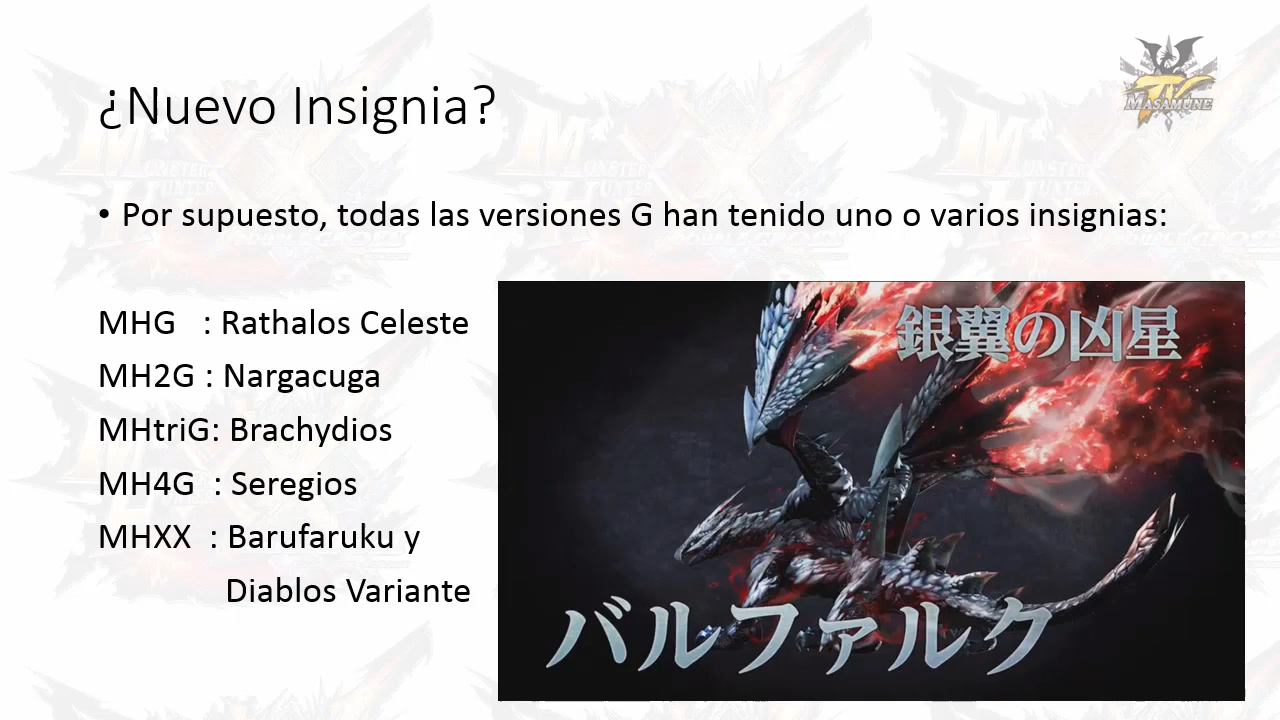 ¿Nuevo Insignia?
MASAMUNE
TV
• Por supuesto, todas las versiones G han tenido uno o varios insignias:
MHG : Rathalos Celeste
MH2G : Nargacuga
MHtriG: Brachydios
MH4G : Seregios
MHXX : Barufaruku y
Diablos Variante
銀翼の凶星
バルファルク